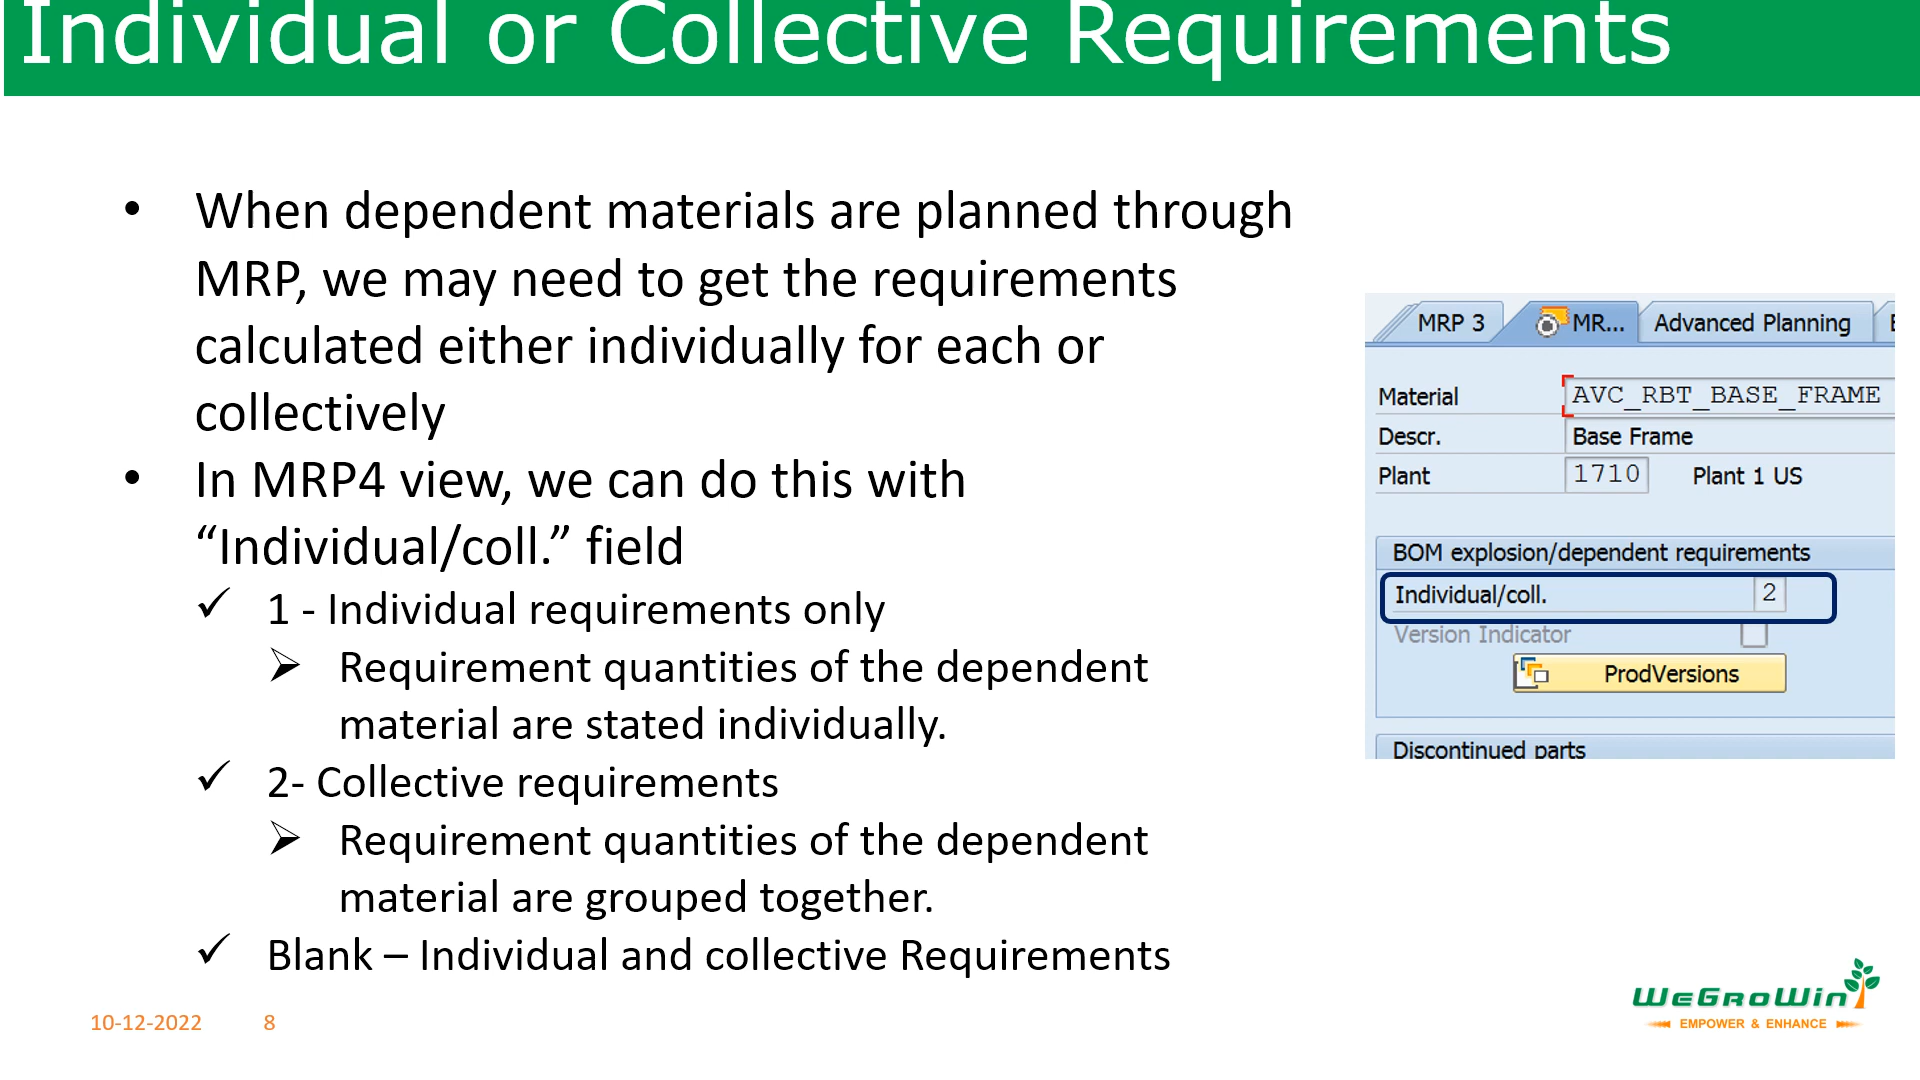 Individual or Collective Requirements
• When dependent materials are planned through
MRP, we may need to get the requirements
calculated either individually for each or
collectively
• In MRP4 view, we can do this with
“Individual/coll.” field
✓ 1 - Individual requirements only
➢ Requirement quantities of the dependent
material are stated individually.
✓ 2- Collective requirements
➢ Requirement quantities of the dependent
material are grouped together.
✓ Blank – Individual and collective Requirements
MRP 3 MR... Advanced Planning
Material AVC_RBT_BASE_FRAME
Descr. Base Frame
Plant 1710 Plant 1 US
BOM explosion/dependent requirements
Individual/coll. 2
Version Indicator
ProdVersions
Discontinued parts
10-12-2022 8
WeGroWin
EMPOWER & ENHANCE